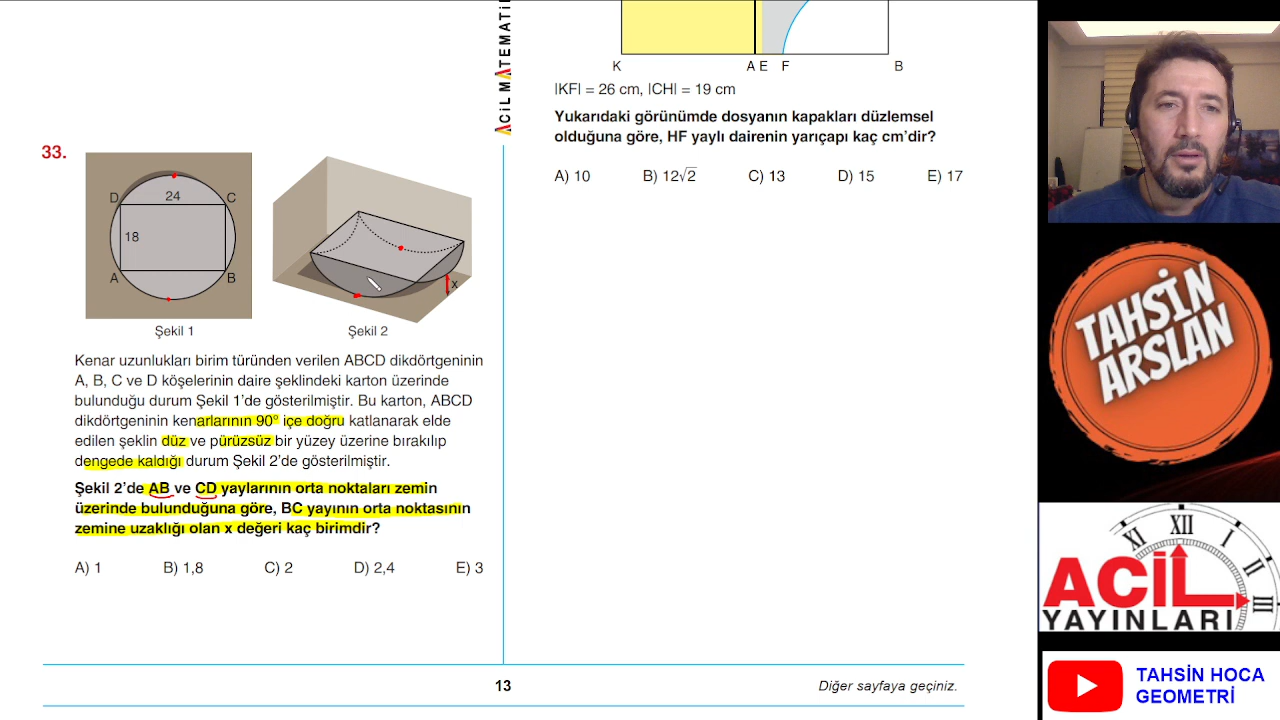 33.
D
24
C
18
A
B
x
Şekil 1
Şekil 2
Kenar uzunlukları birim türünden verilen ABCD dikdörtgeninin
A, B, C ve D köşelerinin daire şeklindeki karton üzerinde
bulunduğu durum Şekil 1'de gösterilmiştir. Bu karton, ABCD
dikdörtgeninin kenarlarının 90° içe doğru katlanarak elde
edilen şeklin düz ve pürüzsüz bir yüzey üzerine bırakılıp
dengede kaldığı durum Şekil 2'de gösterilmiştir.
Şekil 2'de AB ve CD yaylarının orta noktaları zemin
üzerinde bulunduğuna göre, BC yayının orta noktasının
zemine uzaklığı olan x değeri kaç birimdir?
A) 1 B) 1,8 C) 2 D) 2,4 E) 3
ACİL MATEMATİ
K A E F B
|KF| = 26 cm, |CH| = 19 cm
Yukarıdaki görünümde dosyanın kapakları düzlemsel
olduğuna göre, HF yaylı dairenin yarıçapı kaç cm'dir?
A) 10 B) 12√2 C) 13 D) 15 E) 17
13
Diğer sayfaya geçiniz.
TAHSİN
ARSLAN
XI XII I II III
ACİL
YAYINLARI
TAHSİN HOCA
GEOMETRİ